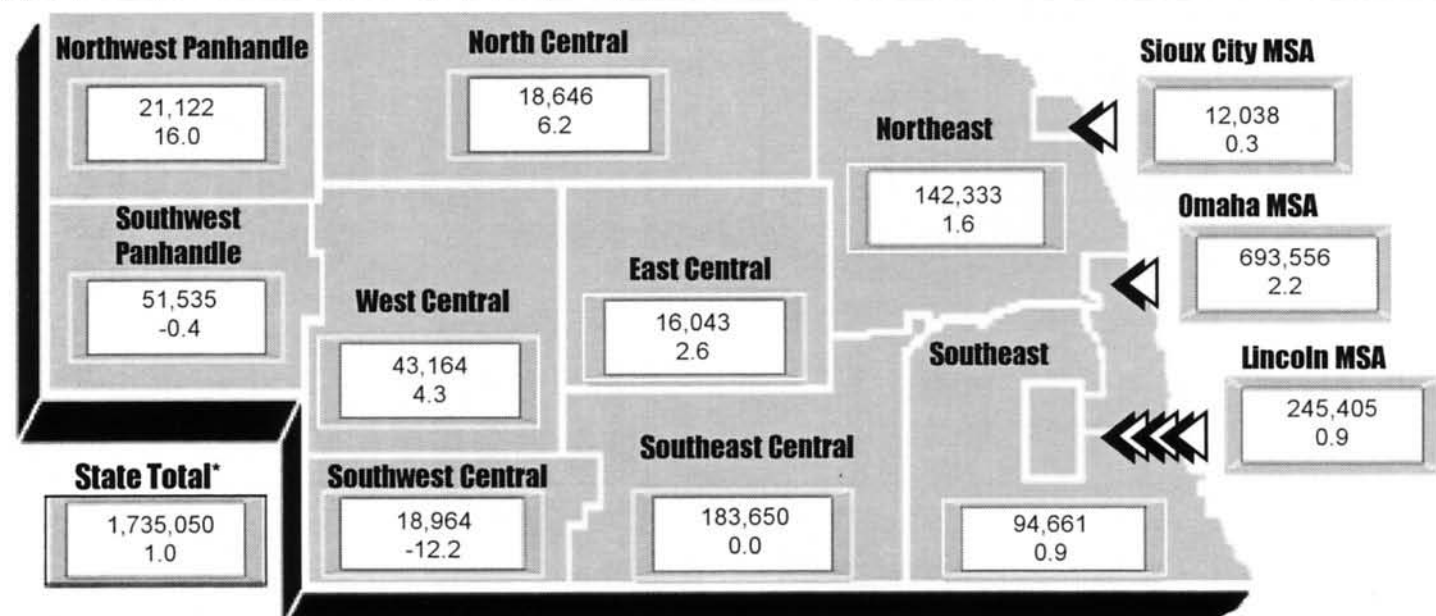 Northwest Panhandle
21,122
16.0
North Central
18,646
6.2
Sioux City MSA
12,038
0.3
Northeast
142,333
1.6
Omaha MSA
693,556
2.2
Southwest
Panhandle
51,535
-0.4
West Central
43,164
4.3
East Central
16,043
2.6
Southeast
94,661
0.9
Lincoln MSA
245,405
0.9
State Total*
1,735,050
1.0
Southwest Central
18,964
-12.2
Southeast Central
183,650
0.0